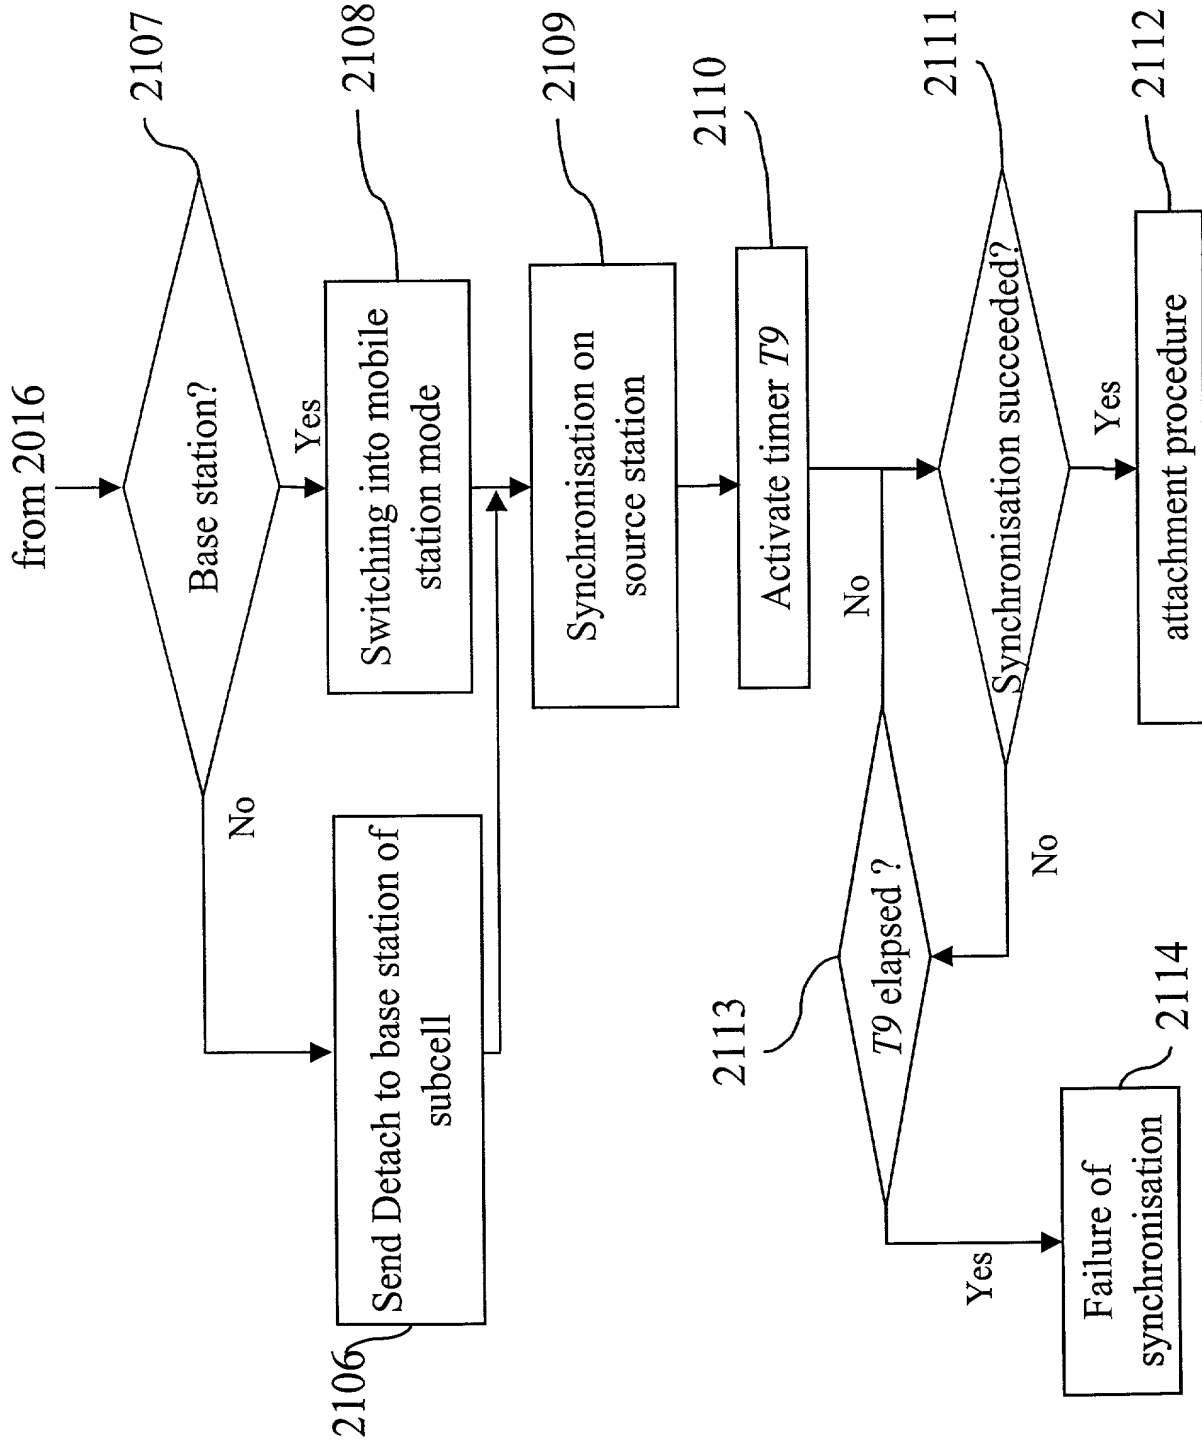 from 2016
2107
Base station?
No
Yes
2108
Switching into mobile
station mode
2106
Send Detach to base station of
subcell
2109
Synchronisation on
source station
2110
Activate timer T9
No
2111
Synchronisation succeeded?
No
Yes
2113
T9 elapsed ?
Yes
2112
attachment procedure
2114
Failure of
synchronisation